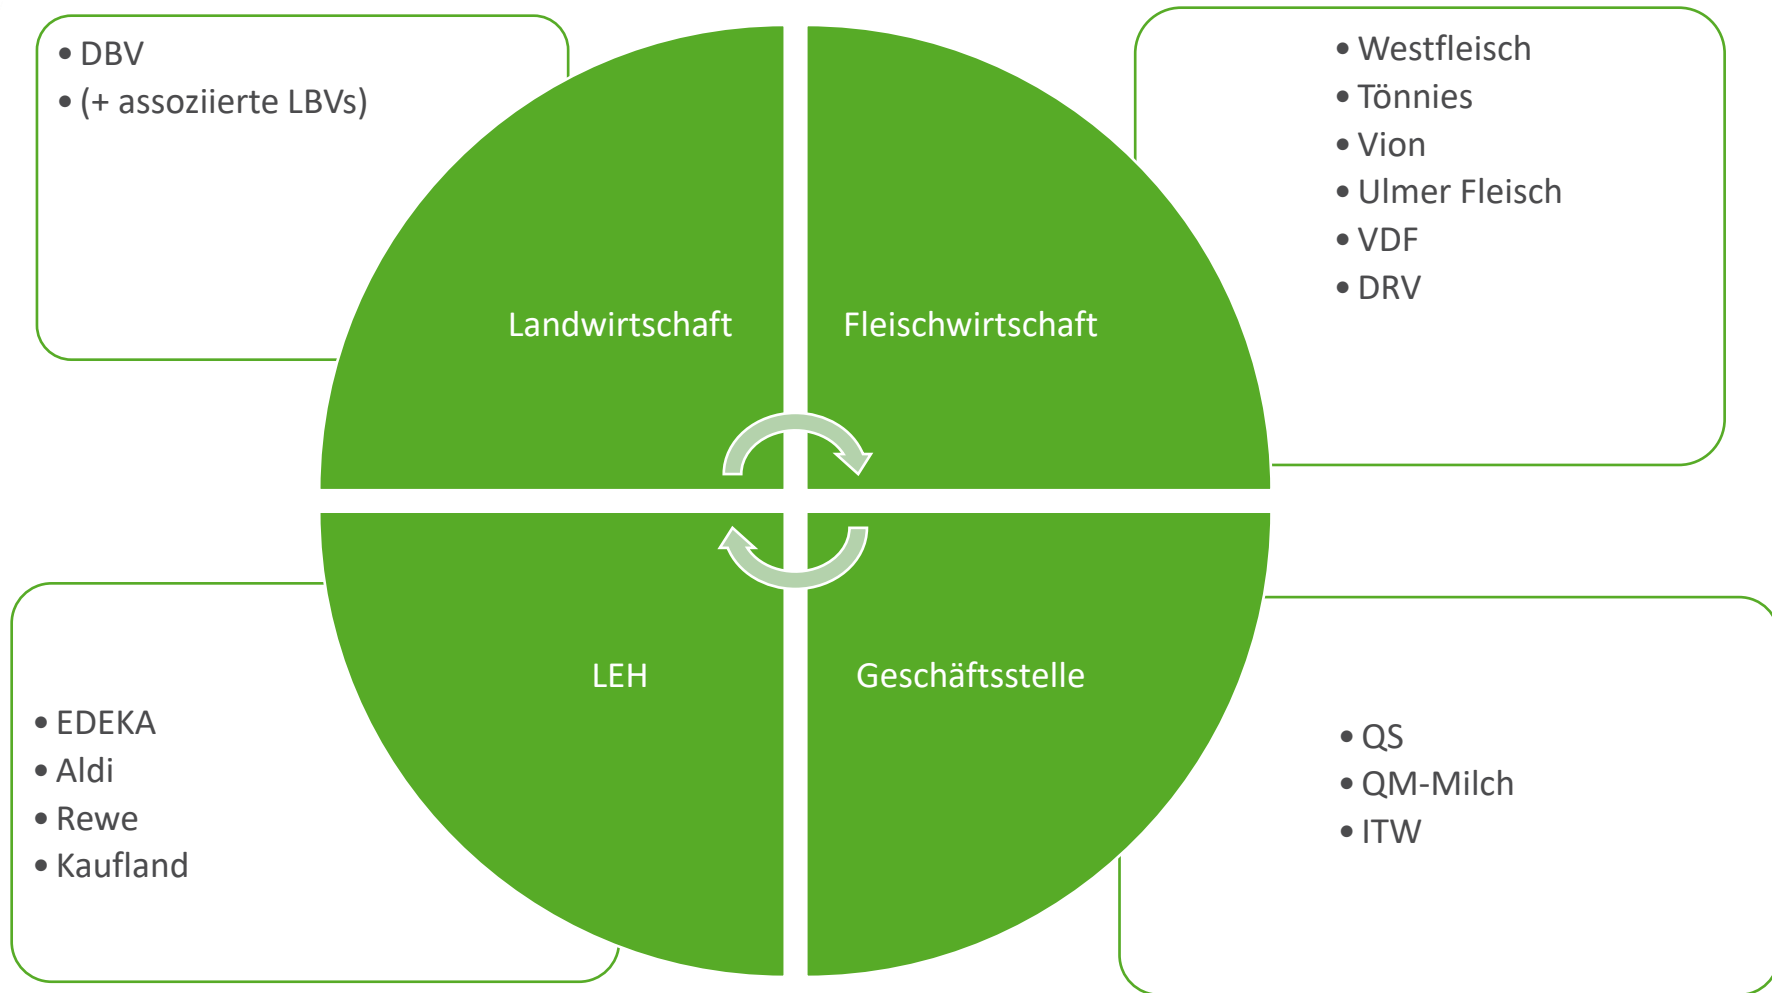 • DBV
• (+ assoziierte LBVs)
Landwirtschaft
• Westfleisch
• Tönnies
• Vion
• Ulmer Fleisch
• VDF
• DRV
Fleischwirtschaft
LEH
• EDEKA
• Aldi
• Rewe
• Kaufland
Geschäftsstelle
• QS
• QM-Milch
• ITW